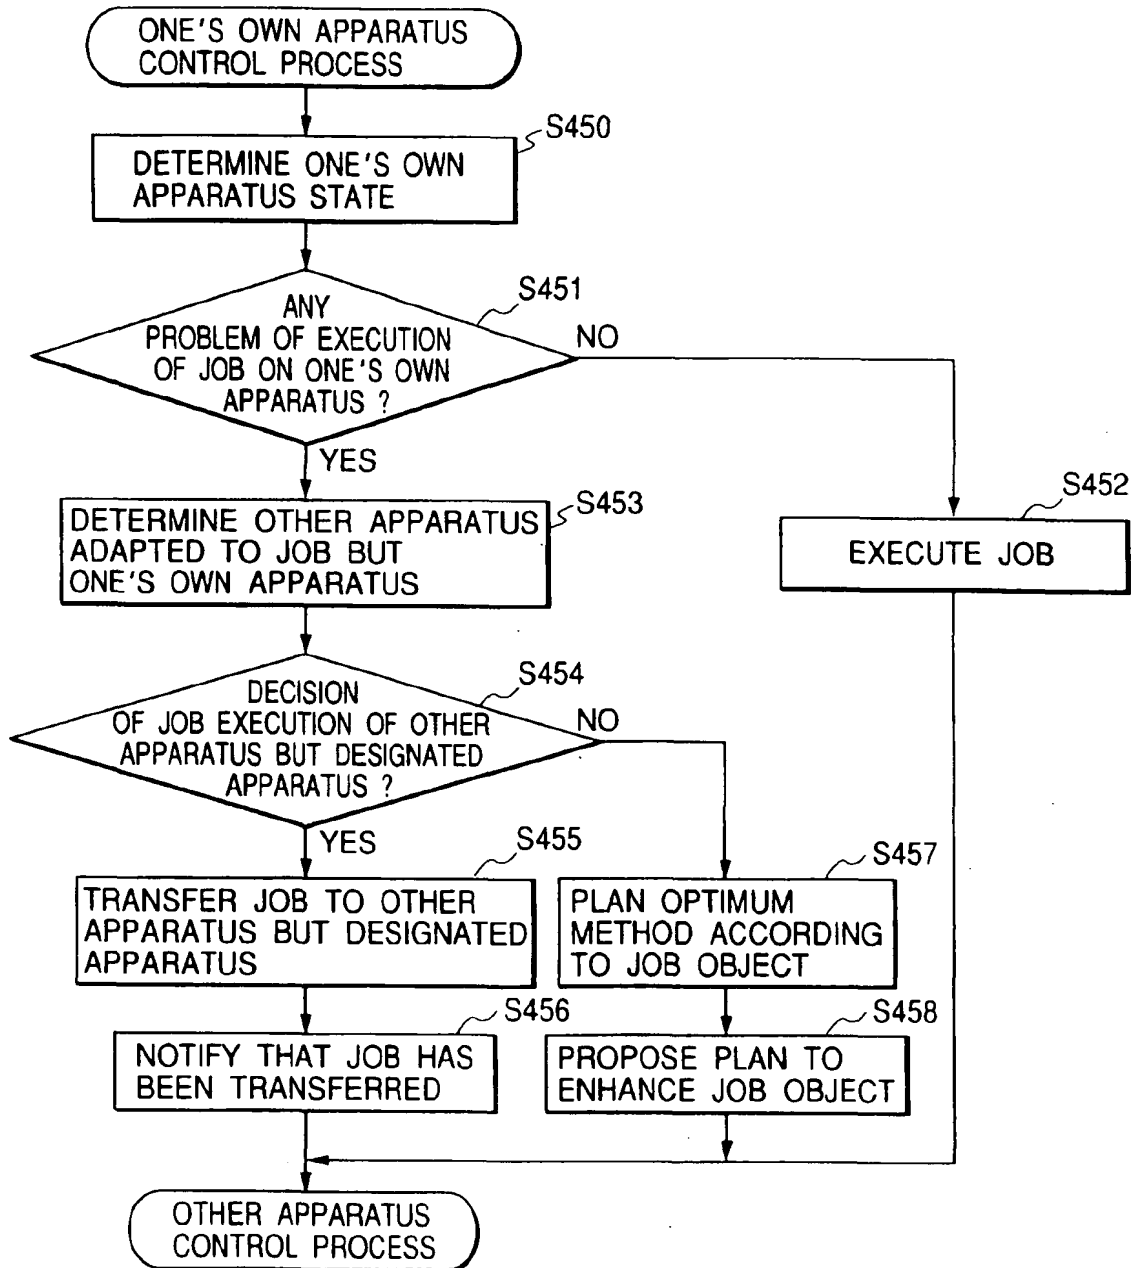 ONE'S OWN APPARATUS
CONTROL PROCESS
S450
DETERMINE ONE'S OWN
APPARATUS STATE
S451
ANY
PROBLEM OF EXECUTION
OF JOB ON ONE'S OWN
APPARATUS ?
NO
YES
S452
EXECUTE JOB
S453
DETERMINE OTHER APPARATUS
ADAPTED TO JOB BUT
ONE'S OWN APPARATUS
S454
DECISION
OF JOB EXECUTION OF OTHER
APPARATUS BUT DESIGNATED
APPARATUS ?
NO
YES
S455
TRANSFER JOB TO OTHER
APPARATUS BUT DESIGNATED
APPARATUS
S457
PLAN OPTIMUM
METHOD ACCORDING
TO JOB OBJECT
S456
NOTIFY THAT JOB HAS
BEEN TRANSFERRED
S458
PROPOSE PLAN TO
ENHANCE JOB OBJECT
OTHER APPARATUS
CONTROL PROCESS